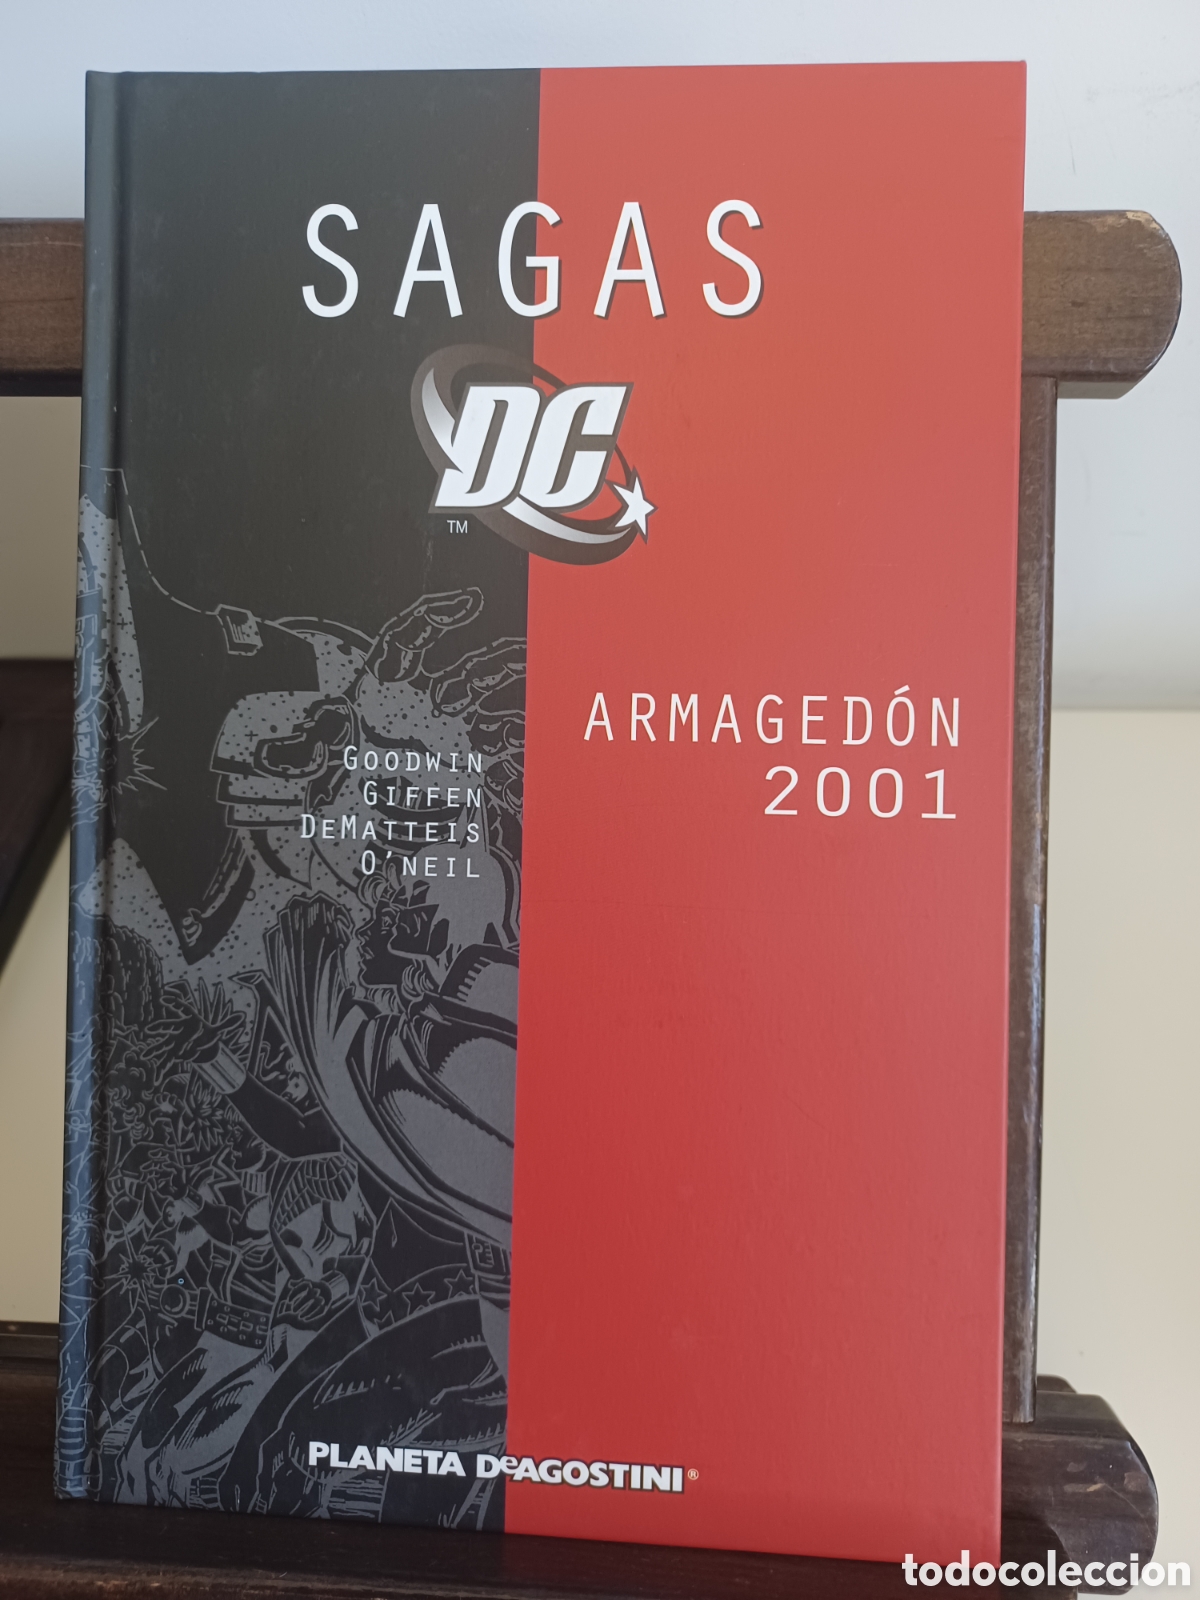 SAGAS
DC
TM
ARMAGEDÓN
2001
GOODWIN
GIFFEN
DEMATTEIS
O'NEIL
PLANETA DeAGOSTINI®
todocoleccion